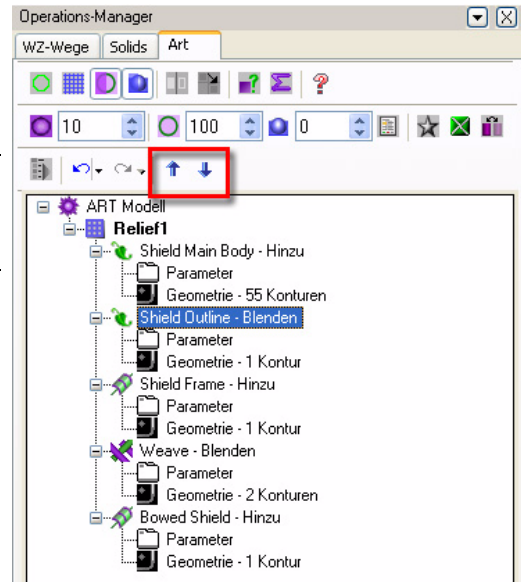 Operations-Manager
WZ-Wege Solids Art
10 100 0
ART Modell
Relief1
Shield Main Body - Hinzu
Parameter
Geometrie - 55 Konturen
Shield Outline - Blenden
Parameter
Geometrie - 1 Kontur
Shield Frame - Hinzu
Parameter
Geometrie - 1 Kontur
Weave - Blenden
Parameter
Geometrie - 2 Konturen
Bowed Shield - Hinzu
Parameter
Geometrie - 1 Kontur